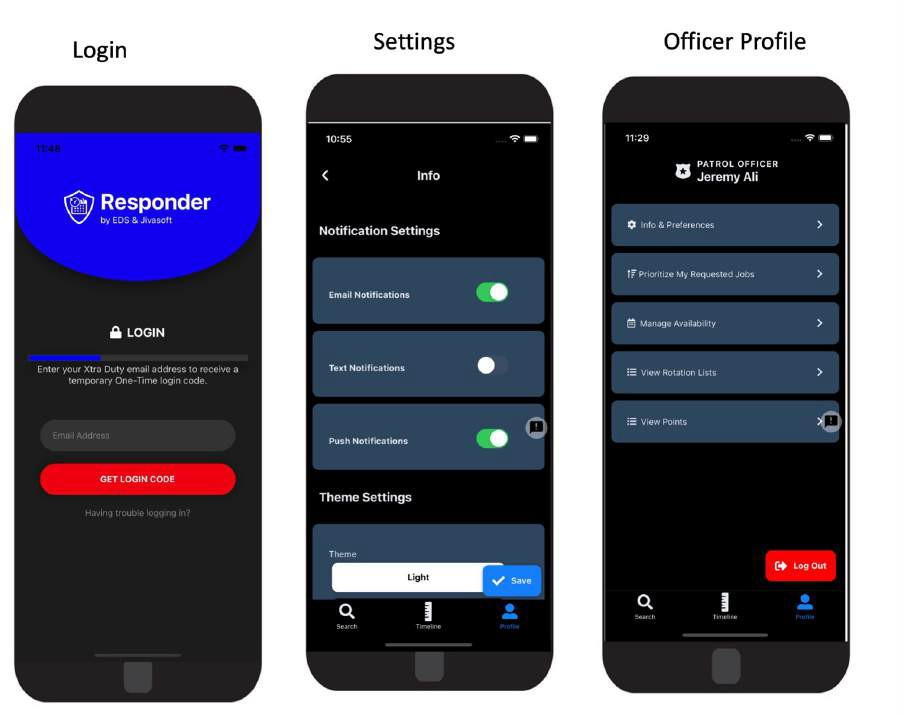 Login
Settings
Officer Profile
11:48
Responder
by EDS & Jivasoft
LOGIN
Enter your Xtra Duty email address to receive a
temporary One-Time login code.
Email Address
GET LOGIN CODE
Having trouble logging in?
10:55
Info
Notification Settings
Email Notifications
Text Notifications
Push Notifications
Theme Settings
Theme
Light
Save
Search
Timeline
Profile
11:29
PATROL OFFICER
Jeremy Ali
Info & Preferences
Prioritize My Requested Jobs
Manage Availability
View Rotation Lists
View Points
Log Out
Search
Timeline
Profile